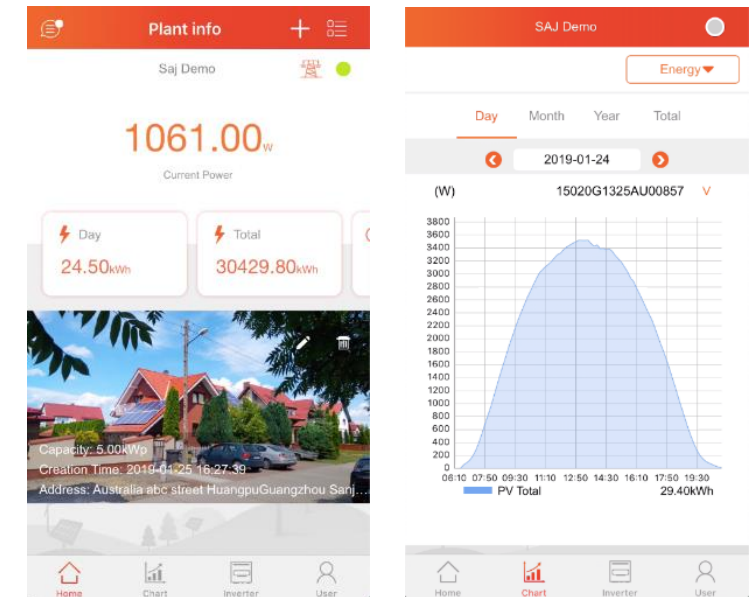 Plant info
Saj Demo
1061.00W
Current Power
Day
24.50kWh
Total
30429.80kWh
Capacity: 5.00kWp
Creation Time: 2019-01-25 16:27:39
Address: Australia abc street HuangpuGuangzhou Sanj...
Home
Chart
Inverter
User
SAJ Demo
Energy
Day
Month
Year
Total
2019-01-24
(W)
15020G1325AU00857
V
3800
3600
3400
3200
3000
2800
2600
2400
2200
2000
1800
1600
1400
1200
1000
800
600
400
200
0
06:10 07:50 09:30 11:10 12:50 14:30 16:10 17:50 19:30
PV Total
29.40kWh
Home
Chart
Inverter
User